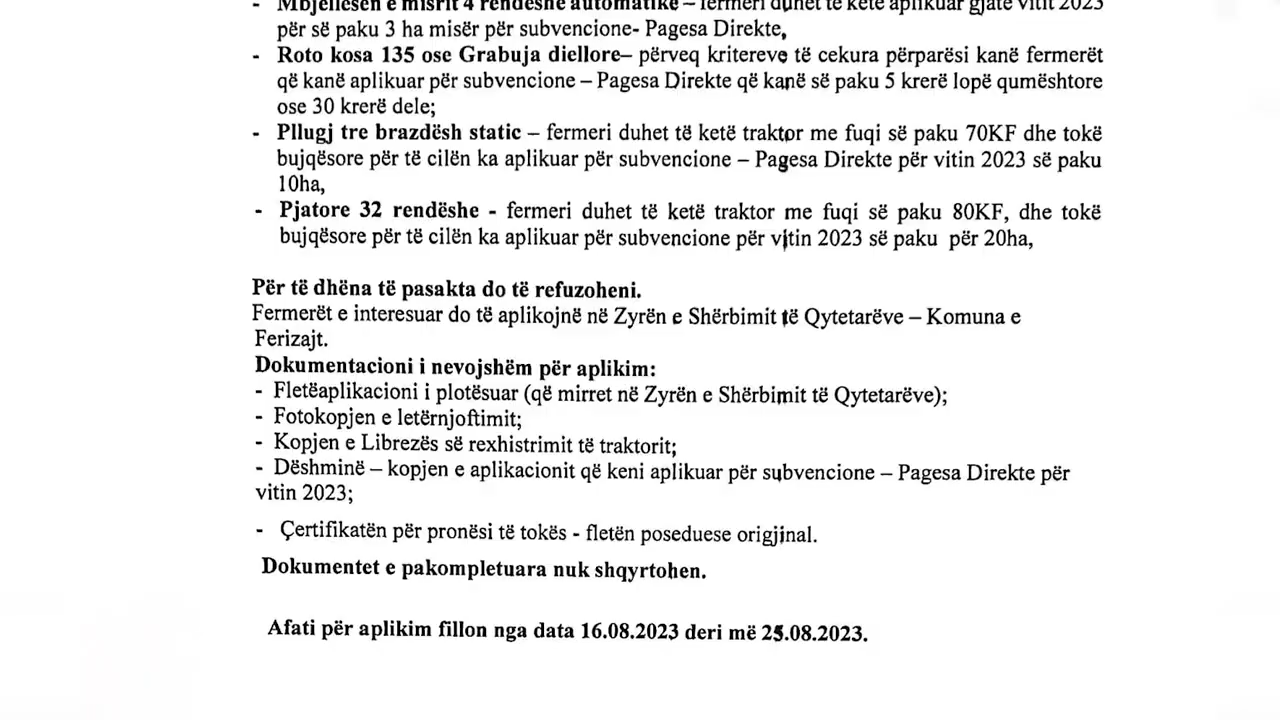 - Mbjellësen e misrit 4 rendëshe automatike – fermeri duhet të ketë aplikuar gjatë vitit 2023
për së paku 3 ha misër për subvencione- Pagesa Direkte,
- Roto kosa 135 ose Grabuja diellore– përveq kritereve të cekura përparësi kanë fermerët
që kanë aplikuar për subvencione – Pagesa Direkte që kanë së paku 5 krerë lopë qumështore
ose 30 krerë dele;
- Pllugj tre brazdësh static – fermeri duhet të ketë traktor me fuqi së paku 70KF dhe tokë
bujqësore për të cilën ka aplikuar për subvencione – Pagesa Direkte për vitin 2023 së paku
10ha,
- Pjatore 32 rendëshe - fermeri duhet të ketë traktor me fuqi së paku 80KF, dhe tokë
bujqësore për të cilën ka aplikuar për subvencione për vitin 2023 së paku për 20ha,
Për të dhëna të pasakta do të refuzoheni.
Fermerët e interesuar do të aplikojnë në Zyrën e Shërbimit të Qytetarëve – Komuna e
Ferizajt.
Dokumentacioni i nevojshëm për aplikim:
- Fletëaplikacioni i plotësuar (që mirret në Zyrën e Shërbimit të Qytetarëve);
- Fotokopjen e letërnjoftimit;
- Kopjen e Librezës së rexhistrimit të traktorit;
- Dëshminë – kopjen e aplikacionit që keni aplikuar për subvencione – Pagesa Direkte për
vitin 2023;
- Çertifikatën për pronësi të tokës - fletën poseduese origjinal.
Dokumentet e pakompletuara nuk shqyrtohen.
Afati për aplikim fillon nga data 16.08.2023 deri më 25.08.2023.